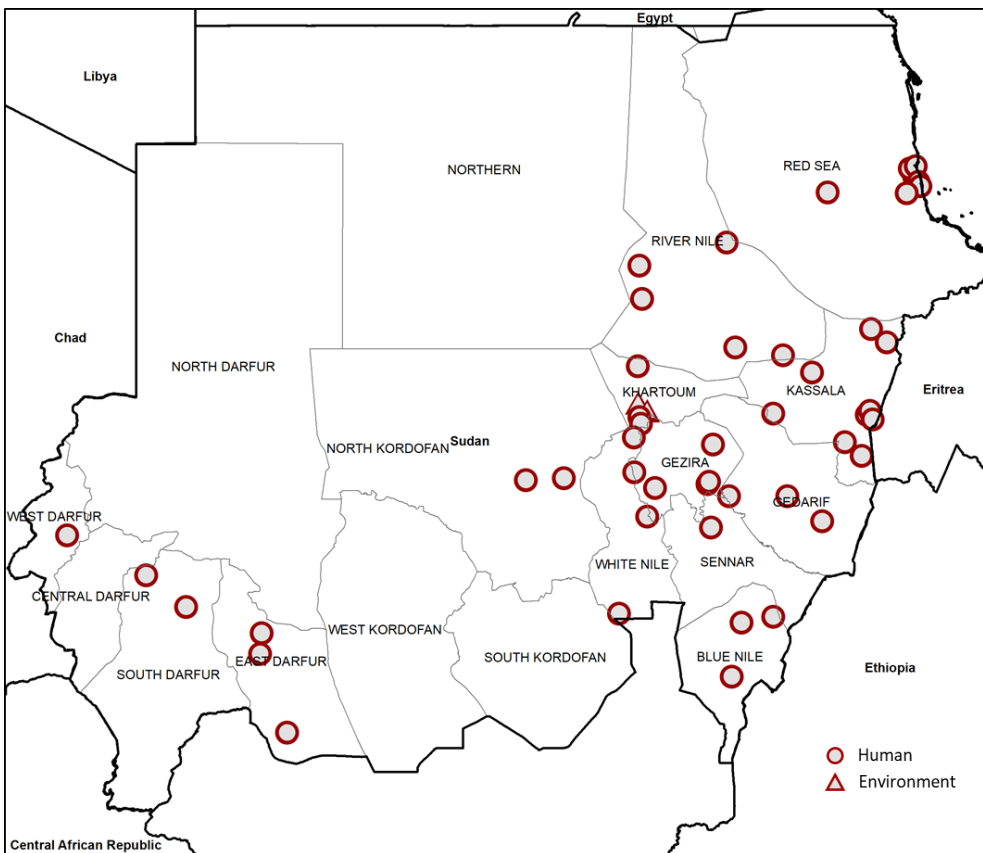 Egypt
Libya
RED SEA
NORTHERN
RIVER NILE
Chad
NORTH DARFUR
KHARTOUM
KASSALA
Eritrea
NORTH KORDOFAN
Sudan
GEZIRA
GEDARIF
WEST DARFUR
WHITE NILE
SENNAR
CENTRAL DARFUR
WEST KORDOFAN
SOUTH KORDOFAN
BLUE NILE
EAST DARFUR
SOUTH DARFUR
Ethiopia
Human
Environment
Central African Republic